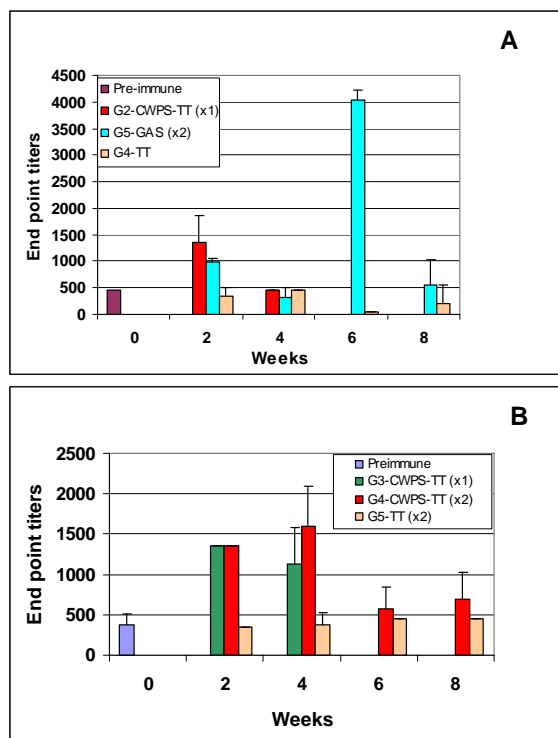 A
4500
4000
3500
3000
2500
2000
1500
1000
500
0
End point titers
Pre-immune
G2-CWPS-TT (x1)
G5-GAS (x2)
G4-TT
0 2 4 6 8
Weeks
B
2500
2000
1500
1000
500
0
End point titers
Preimmune
G3-CWPS-TT (x1)
G4-CWPS-TT (x2)
G5-TT (x2)
0 2 4 6 8
Weeks